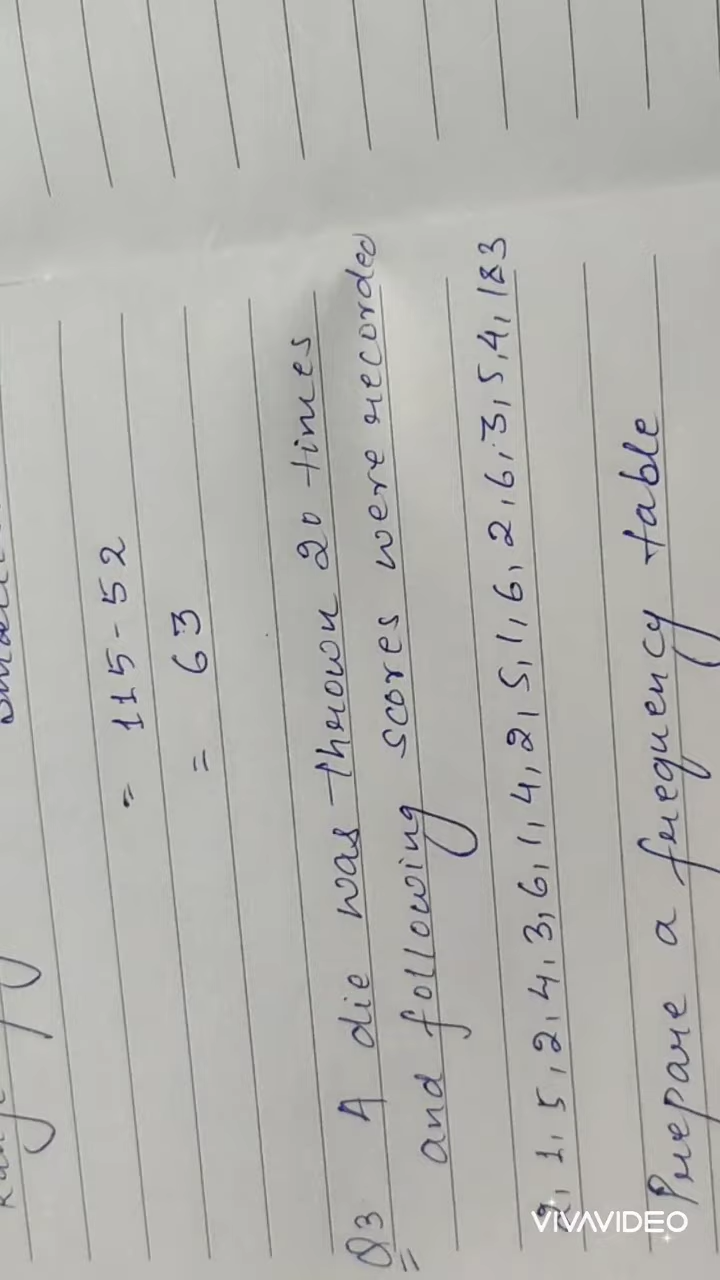 = 115-52
= 63
Q3 A die was thrown 20 times
and following scores were recorded
2, 1, 5, 2, 4, 3, 6, 1, 4, 2, 5, 1, 6, 2, 6, 3, 5, 4, 1&3
Prepare a frequency table
VIVAVIDEO